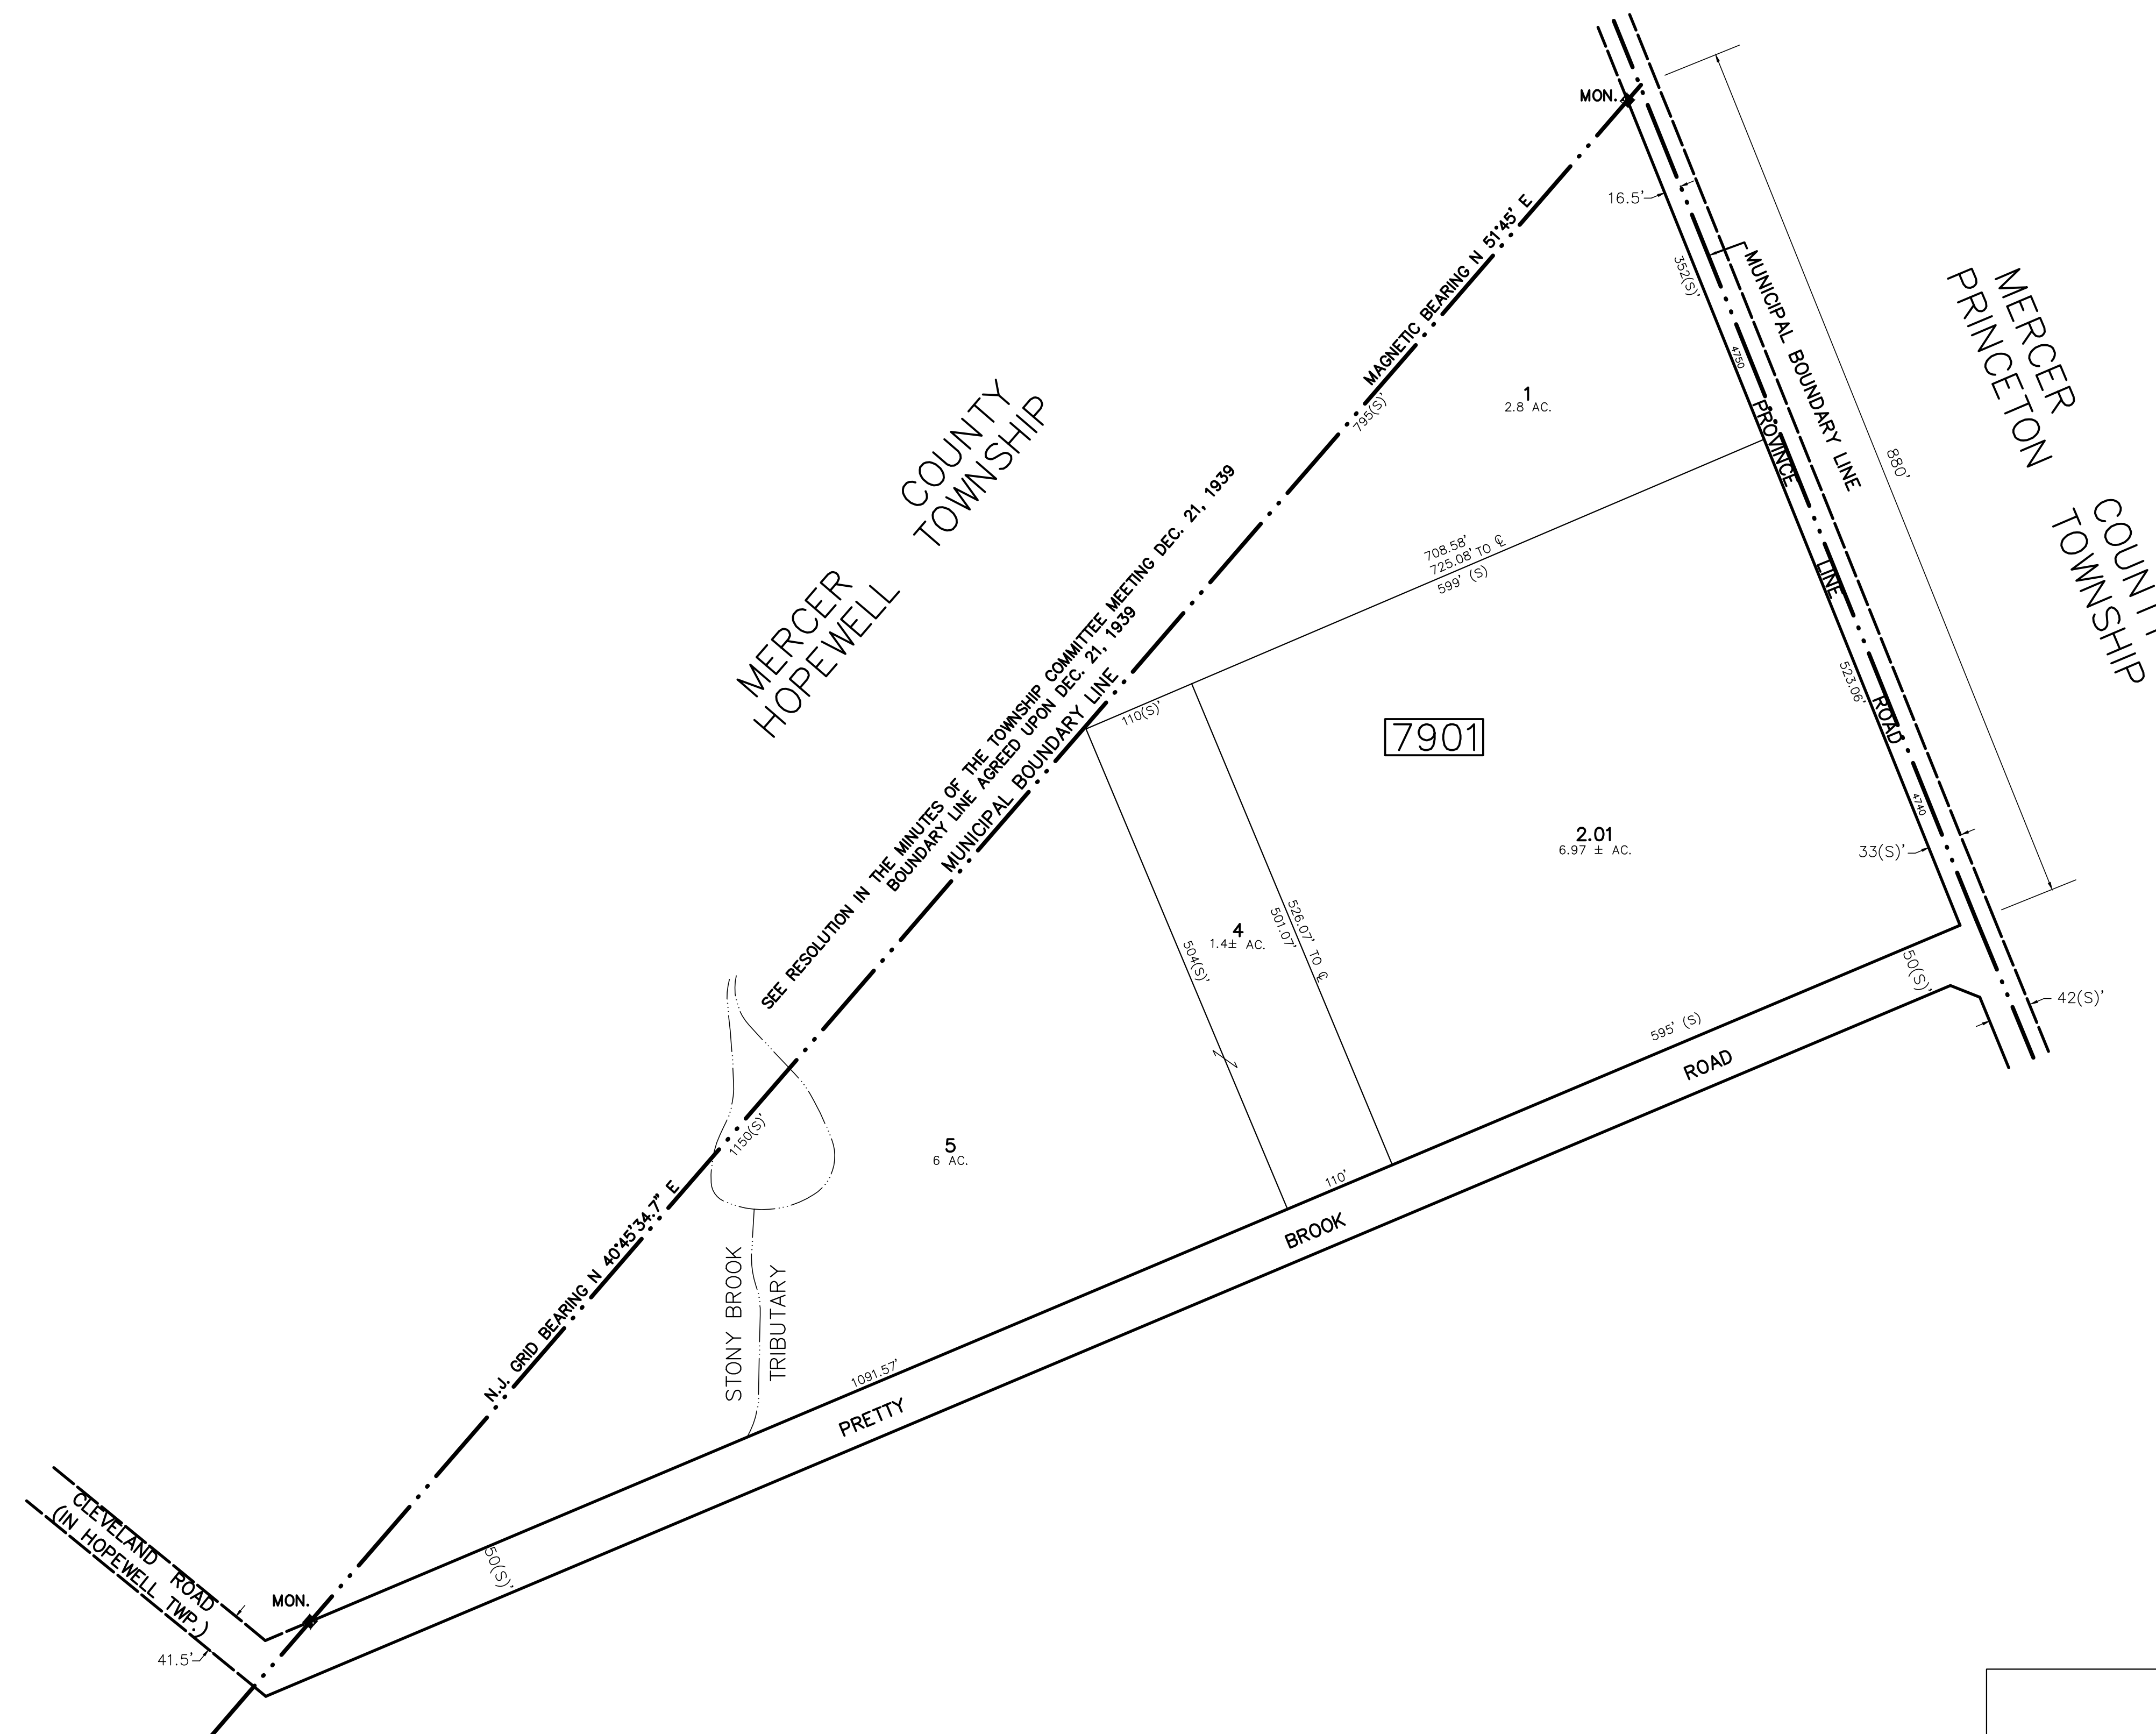 MON.
16.5'
352(S)'
MAGNETIC BEARING N 51°45' E
795(S)'
MUNICIPAL BOUNDARY LINE
4750
PROVINCE LINE ROAD
880'
MERCER COUNTY
PRINCETON TOWNSHIP
1
2.8 AC.
MERCER COUNTY
HOPEWELL TOWNSHIP
SEE RESOLUTION IN THE MINUTES OF THE TOWNSHIP COMMITTEE MEETING DEC. 21, 1939
BOUNDARY LINE AGREED UPON DEC. 21, 1939
MUNICIPAL BOUNDARY LINE
708.58'
725.08' TO ℄
599' (S)
110(S)'
7901
523.06'
4740
2.01
6.97 ± AC.
33(S)'
4
1.4± AC.
504(S)'
526.07' TO ℄
501.07'
50(S)'
42(S)'
595' (S)
110'
5
6 AC.
1150(S)'
N.J. GRID BEARING N 40°45'34.7" E
STONY BROOK
TRIBUTARY
1091.57'
PRETTY BROOK ROAD
50(S)'
CLEVELAND ROAD
(IN HOPEWELL TWP.)
MON.
41.5'